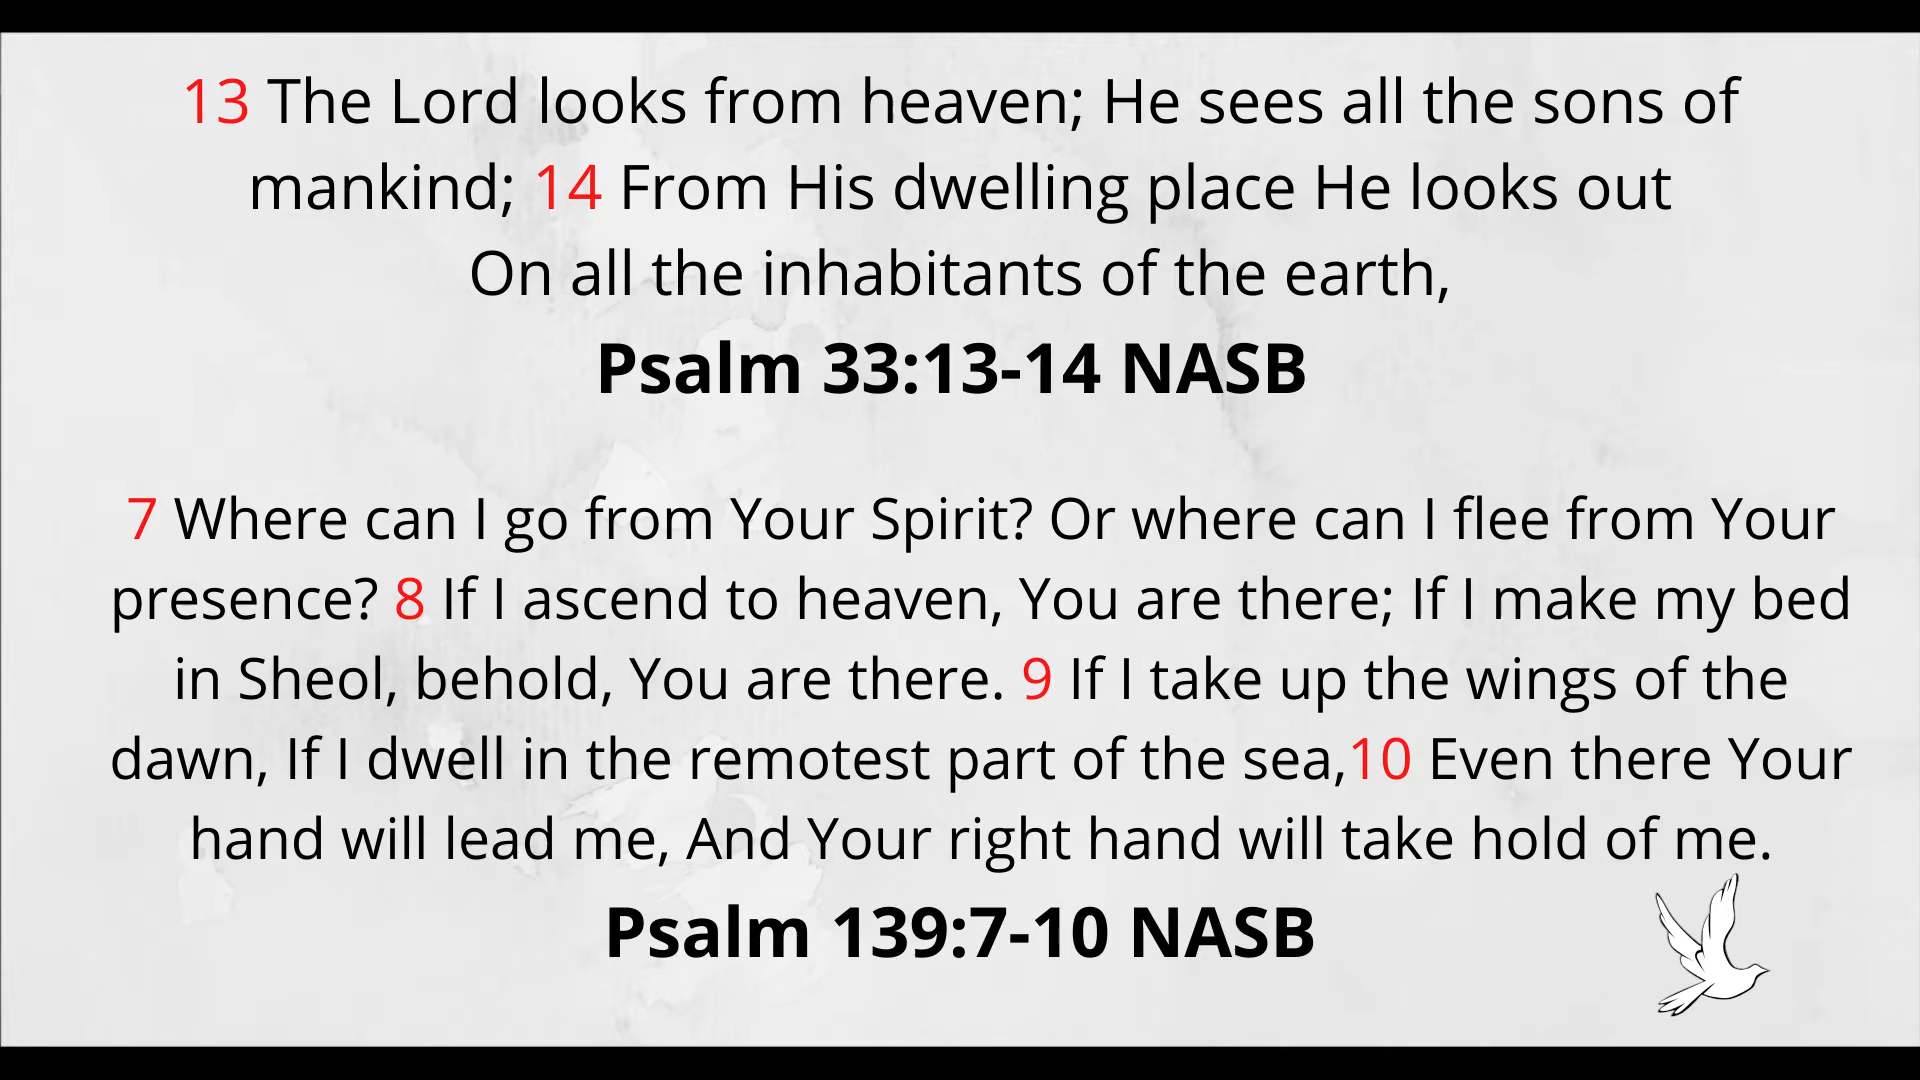 13 The Lord looks from heaven; He sees all the sons of
mankind; 14 From His dwelling place He looks out
On all the inhabitants of the earth,
Psalm 33:13-14 NASB
7 Where can I go from Your Spirit? Or where can I flee from Your
presence? 8 If I ascend to heaven, You are there; If I make my bed
in Sheol, behold, You are there. 9 If I take up the wings of the
dawn, If I dwell in the remotest part of the sea,10 Even there Your
hand will lead me, And Your right hand will take hold of me.
Psalm 139:7-10 NASB